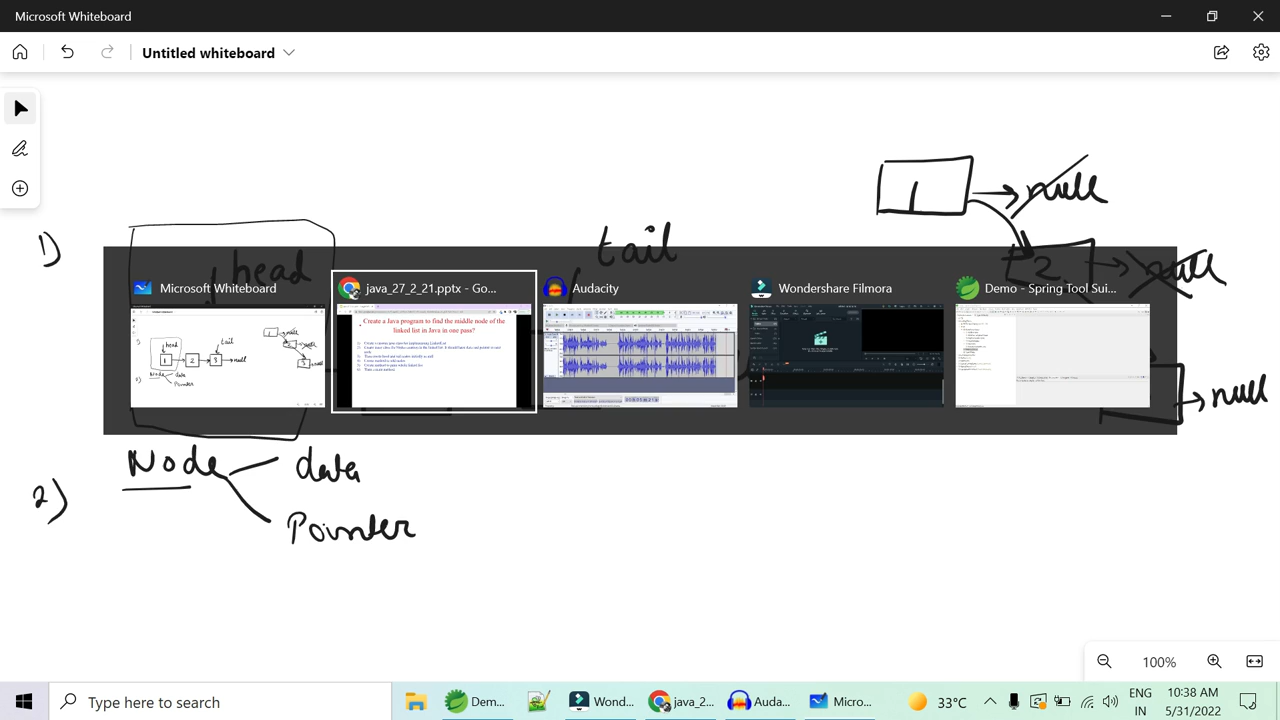 Microsoft Whiteboard
Untitled whiteboard
1 → null
1)
head
tail
2 → null
Microsoft Whiteboard
java_27_2_21.pptx - Go...
Audacity
Wondershare Filmora
Demo - Spring Tool Sui...
Create a Java program to find the middle node of the
linked list in Java in one pass?
→ null
Node
data
2)
Pointer
100%
Type here to search
Dem...
Wond...
java_2...
Auda...
Micro...
33°C
ENG
IN
10:38 AM
5/31/2022